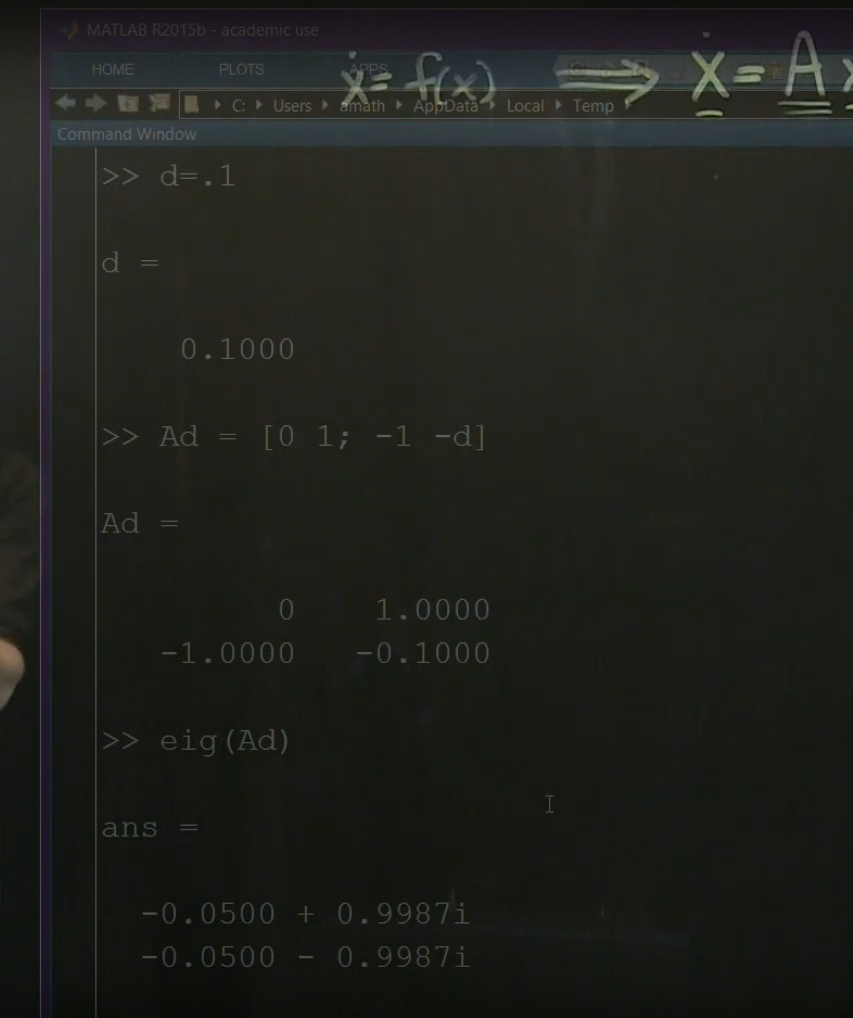 MATLAB R2015b - academic use
HOME PLOTS APPS
ẋ = f(x) ⟹ ẋ = A x
C: ▸ Users ▸ amath ▸ AppData ▸ Local ▸ Temp ▸
Command Window
>> d=.1
d =
0.1000
>> Ad = [0 1; -1 -d]
Ad =
0 1.0000
-1.0000 -0.1000
>> eig(Ad)
ans =
-0.0500 + 0.9987i
-0.0500 - 0.9987i